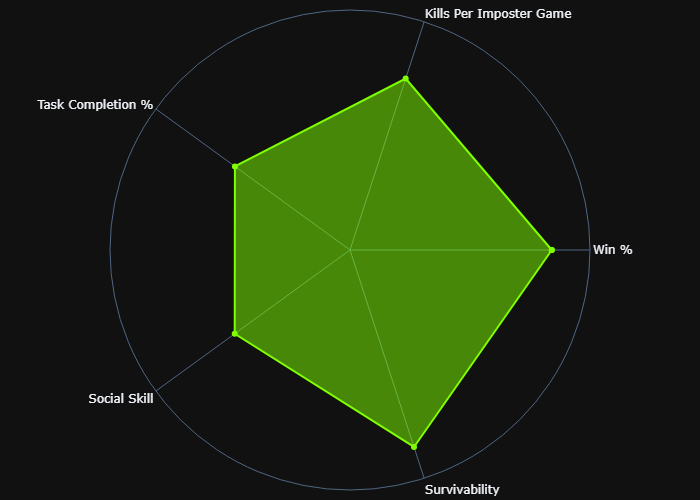 Kills Per Imposter Game
Task Completion %
Win %
Social Skill
Survivability